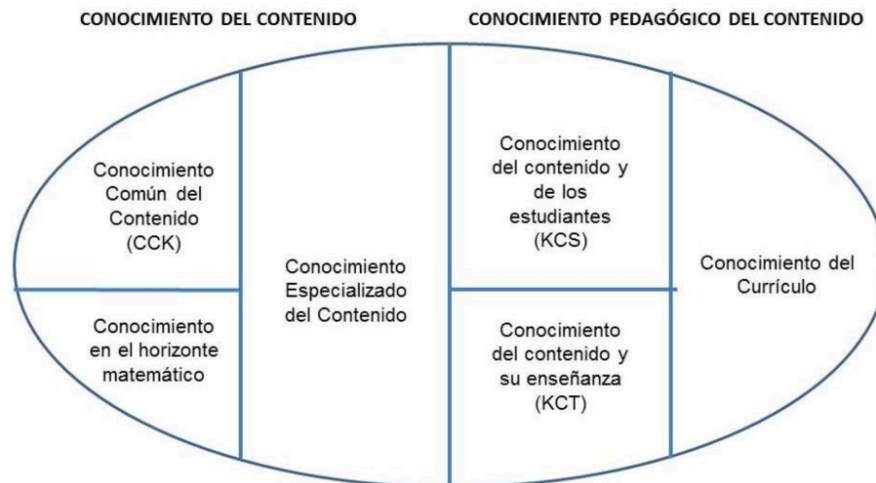 CONOCIMIENTO DEL CONTENIDO
CONOCIMIENTO PEDAGÓGICO DEL CONTENIDO
Conocimiento
Común del
Contenido
(CCK)
Conocimiento
en el horizonte
matemático
Conocimiento
Especializado
del Contenido
Conocimiento
del contenido y
de los
estudiantes
(KCS)
Conocimiento
del contenido y
su enseñanza
(KCT)
Conocimiento del
Currículo